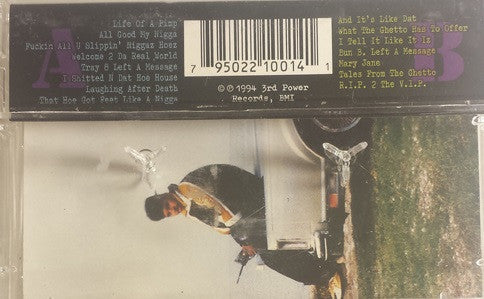 A
Life Of A Pimp
All Good My Nigga
Fuckin All U Slippin' Niggaz Hoez
Welcome 2 Da Real World
Tray 8 Left A Message
I Shitted N Dat Hoe House
Laughing After Death
That Hoe Got Feet Like A Nigga
7 95022 10014 1
© ℗ 1994 3rd Power
Records, BMI
B
And It's Like Dat
What The Ghetto Has To Offer
I Sell It Like It Iz
Bun B. Left A Message
Mary Jane
Tales From The Ghetto
R.I.P. 2 The V.I.P.